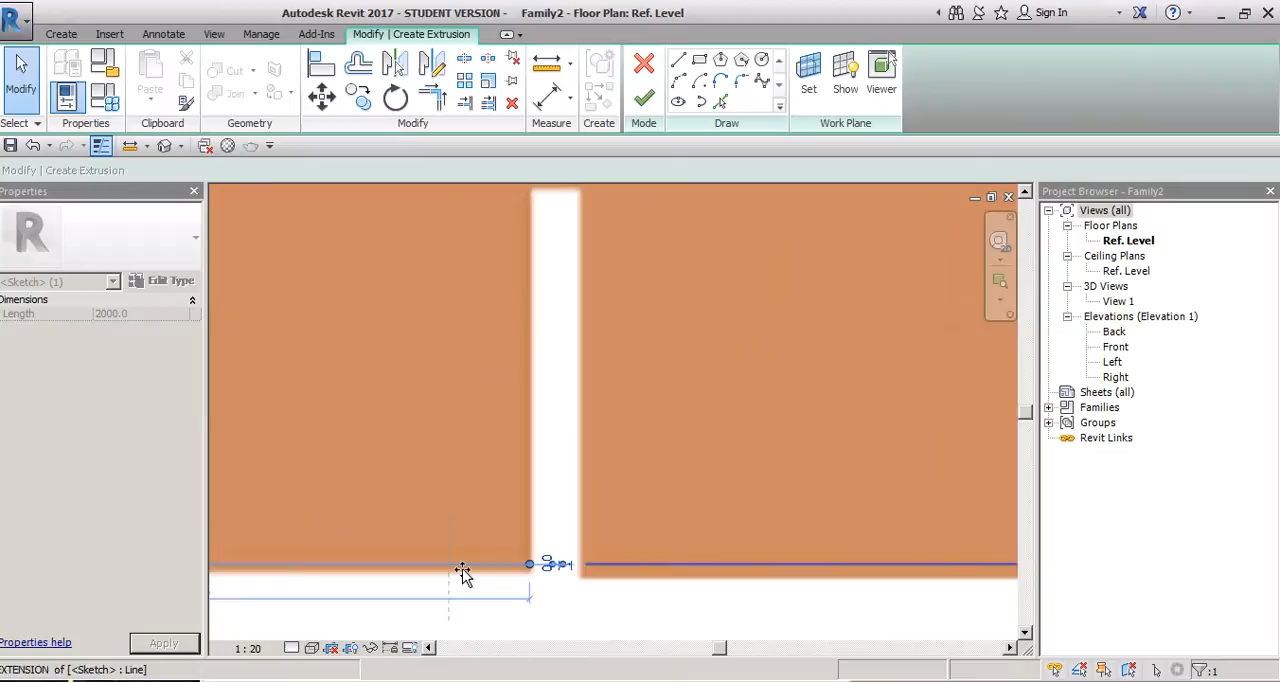 Autodesk Revit 2017 - STUDENT VERSION - Family2 - Floor Plan: Ref. Level
Sign In
Create Insert Annotate View Manage Add-Ins Modify | Create Extrusion
Modify Paste Cut Join Set Show Viewer
Select Properties Clipboard Geometry Modify Measure Create Mode Draw Work Plane
Modify | Create Extrusion
Properties
<Sketch> (1) Edit Type
Dimensions
Length 2000.0
Properties help Apply
Project Browser - Family2
Views (all)
Floor Plans
Ref. Level
Ceiling Plans
Ref. Level
3D Views
View 1
Elevations (Elevation 1)
Back
Front
Left
Right
Sheets (all)
Families
Groups
Revit Links
2D
1 : 20
EXTENSION of [<Sketch> : Line]
:1